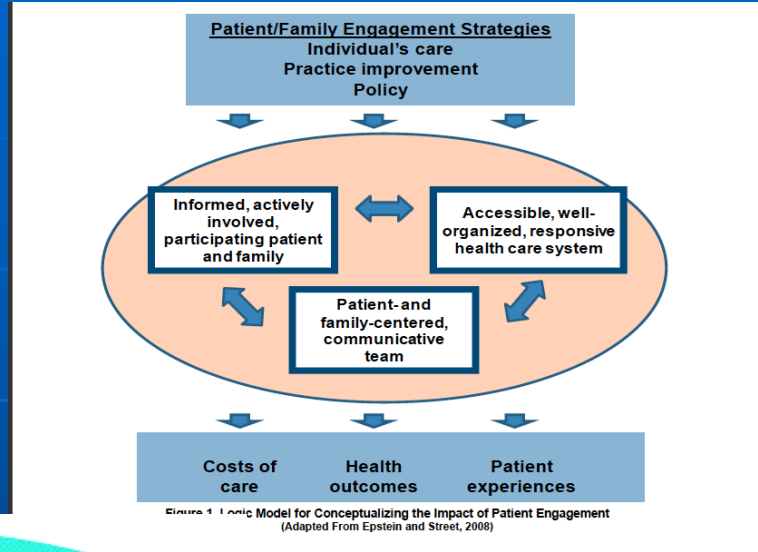 Patient/Family Engagement Strategies
Individual's care
Practice improvement
Policy
Informed, actively
involved,
participating patient
and family
Accessible, well-
organized, responsive
health care system
Patient- and
family-centered,
communicative
team
Costs of
care
Health
outcomes
Patient
experiences
Figure 1. Logic Model for Conceptualizing the Impact of Patient Engagement
(Adapted From Epstein and Street, 2008)